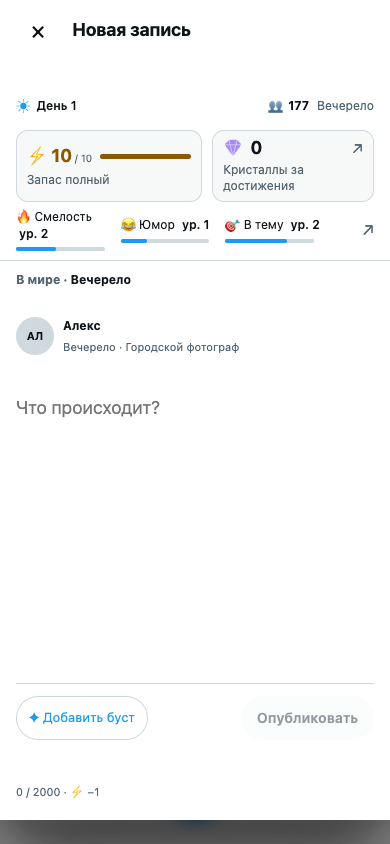 Новая запись
День 1
177 Вечерело
10 / 10
Запас полный
0
Кристаллы за
достижения
Смелость
ур. 2
Юмор ур. 1
В тему ур. 2
В мире · Вечерело
АЛ
Алекс
Вечерело · Городской фотограф
Что происходит?
Добавить буст
Опубликовать
0 / 2000 · ⚡ −1